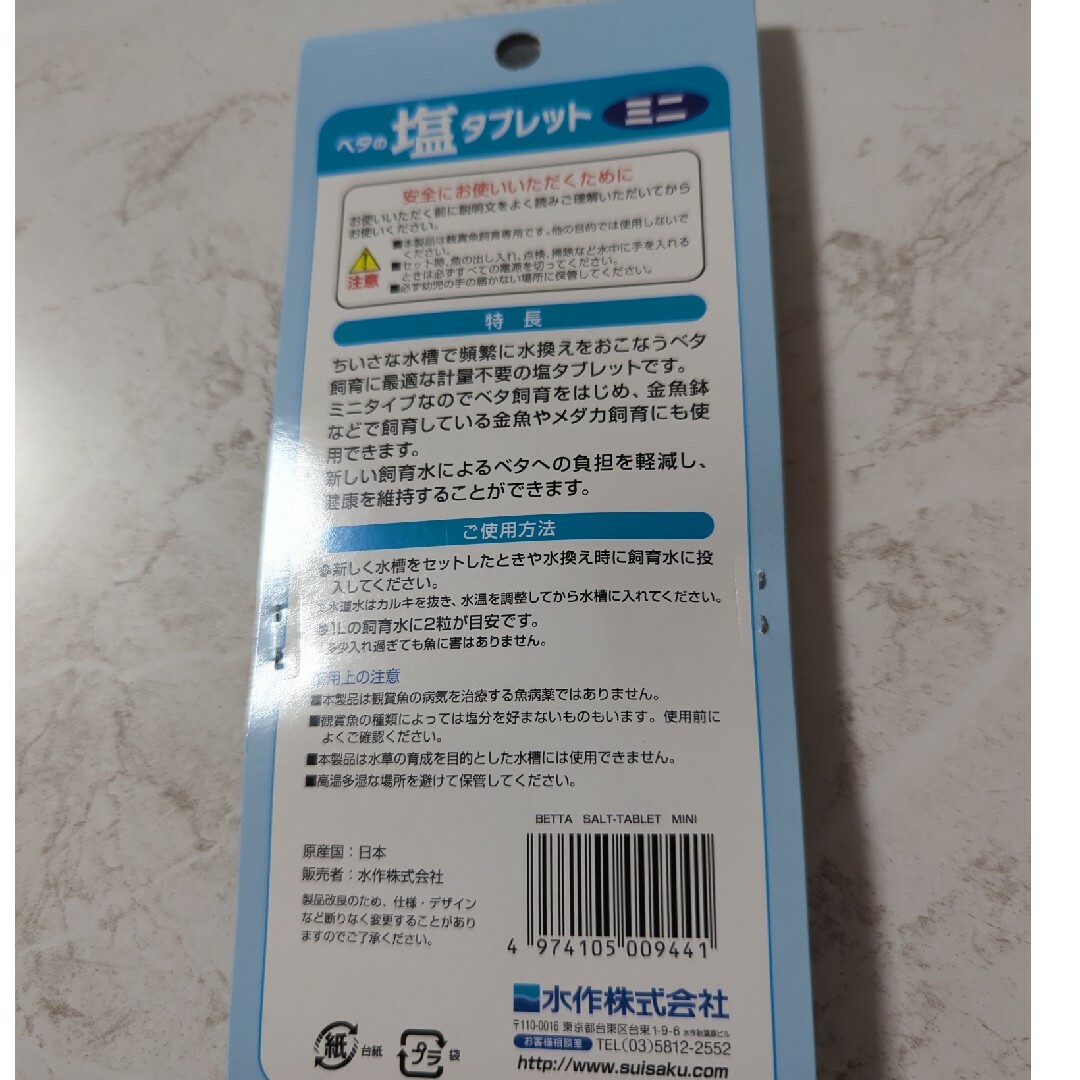 ベタの塩タブレット ミニ
安全にお使いいただくために
お使いいただく前に説明文をよく読みご理解いただいてから
お使いください。
注意
■本製品は観賞魚飼育専用です。他の目的では使用しないで
ください。
■セット時、魚の出し入れ、点検、掃除など水中に手を入れる
ときは必ずすべての電源を切ってください。
■必ず幼児の手の届かない場所に保管してください。
特 長
ちいさな水槽で頻繁に水換えをおこなうベタ
飼育に最適な計量不要の塩タブレットです。
ミニタイプなのでベタ飼育をはじめ、金魚鉢
などで飼育している金魚やメダカ飼育にも使
用できます。
新しい飼育水によるベタへの負担を軽減し、
健康を維持することができます。
ご使用方法
●新しく水槽をセットしたときや水換え時に飼育水に投
入してください。
水道水はカルキを抜き、水温を調整してから水槽に入れてください。
●1Lの飼育水に2粒が目安です。
多少入れ過ぎても魚に害はありません。
用上の注意
■本製品は観賞魚の病気を治療する魚病薬ではありません。
■観賞魚の種類によっては塩分を好まないものもいます。使用前に
よくご確認ください。
■本製品は水草の育成を目的とした水槽には使用できません。
■高温多湿な場所を避けて保管してください。
BETTA SALT-TABLET MINI
原産国：日本
販売者：水作株式会社
製品改良のため、仕様・デザイン
など断りなく変更することがあり
ますのでご了承ください。
4 974105 009441
水作株式会社
〒110-0016 東京都台東区台東1-9-6 水作秋葉原ビル
お客様相談室 TEL(03)5812-2552
http://www.suisaku.com
紙 台紙
プラ 袋